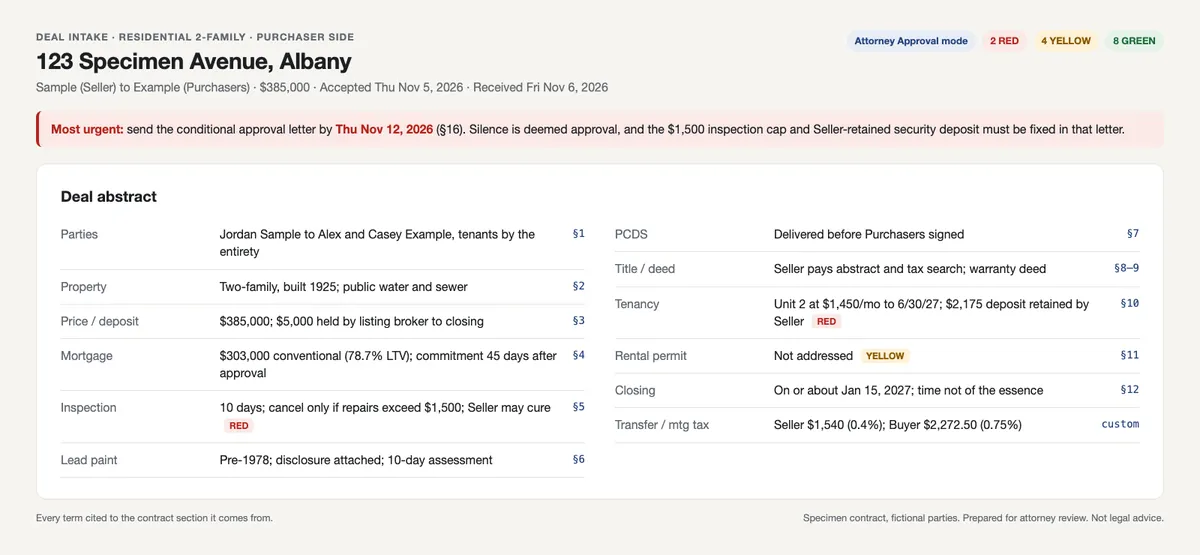 DEAL INTAKE · RESIDENTIAL 2-FAMILY · PURCHASER SIDE
Attorney Approval mode 2 RED 4 YELLOW 8 GREEN
123 Specimen Avenue, Albany
Sample (Seller) to Example (Purchasers) · $385,000 · Accepted Thu Nov 5, 2026 · Received Fri Nov 6, 2026
Most urgent: send the conditional approval letter by Thu Nov 12, 2026 (§16). Silence is deemed approval, and the $1,500 inspection cap and Seller-retained security deposit must be fixed in that letter.
Deal abstract
Parties Jordan Sample to Alex and Casey Example, tenants by the §1
entirety
Property Two-family, built 1925; public water and sewer §2
Price / deposit $385,000; $5,000 held by listing broker to closing §3
Mortgage $303,000 conventional (78.7% LTV); commitment 45 days after §4
approval
Inspection 10 days; cancel only if repairs exceed $1,500; Seller may cure §5
RED
Lead paint Pre-1978; disclosure attached; 10-day assessment §6
PCDS Delivered before Purchasers signed §7
Title / deed Seller pays abstract and tax search; warranty deed §8–9
Tenancy Unit 2 at $1,450/mo to 6/30/27; $2,175 deposit retained by §10
Seller RED
Rental permit Not addressed YELLOW §11
Closing On or about Jan 15, 2027; time not of the essence §12
Transfer / mtg tax Seller $1,540 (0.4%); Buyer $2,272.50 (0.75%) custom
Every term cited to the contract section it comes from.
Specimen contract, fictional parties. Prepared for attorney review. Not legal advice.